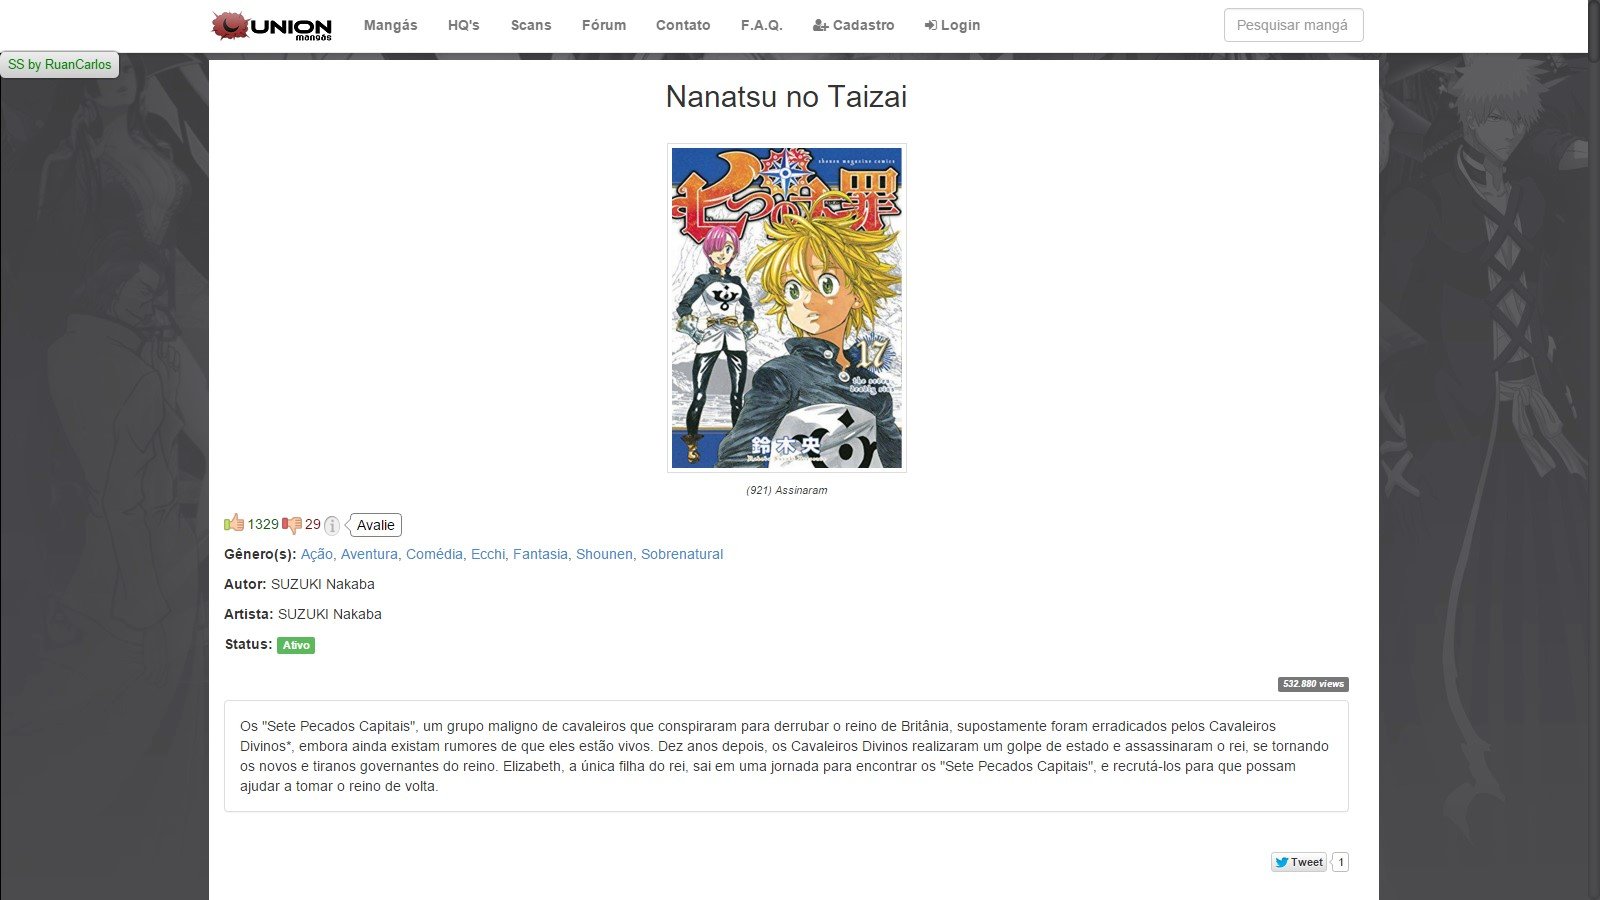 UNION
mangás
Mangás HQ's Scans Fórum Contato F.A.Q. Cadastro Login
Pesquisar mangá
SS by RuanCarlos
Nanatsu no Taizai
shonen magazine comics
七つの大罪
17
the seven
deadly sins
鈴木央
(921) Assinaram
1329 29 Avalie
Gênero(s): Ação, Aventura, Comédia, Ecchi, Fantasia, Shounen, Sobrenatural
Autor: SUZUKI Nakaba
Artista: SUZUKI Nakaba
Status: Ativo
532.880 views
Os "Sete Pecados Capitais", um grupo maligno de cavaleiros que conspiraram para derrubar o reino de Britânia, supostamente foram erradicados pelos Cavaleiros
Divinos*, embora ainda existam rumores de que eles estão vivos. Dez anos depois, os Cavaleiros Divinos realizaram um golpe de estado e assassinaram o rei, se tornando
os novos e tiranos governantes do reino. Elizabeth, a única filha do rei, sai em uma jornada para encontrar os "Sete Pecados Capitais", e recrutá-los para que possam
ajudar a tomar o reino de volta.
Tweet 1